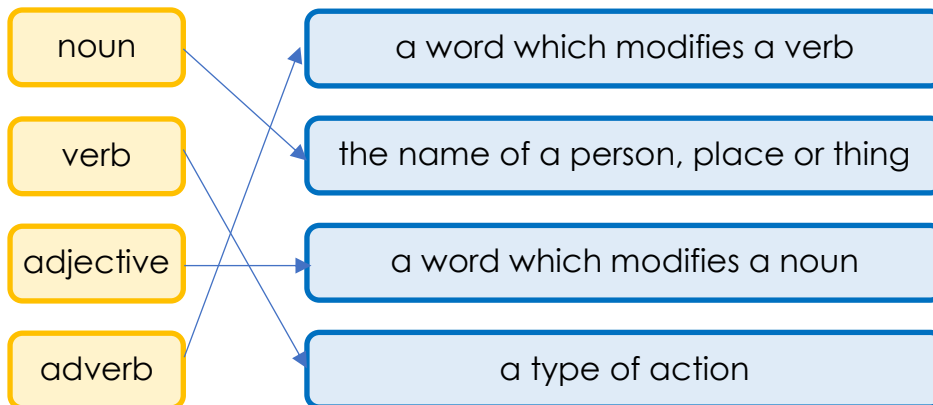 noun
a word which modifies a verb
verb
the name of a person, place or thing
adjective
a word which modifies a noun
adverb
a type of action